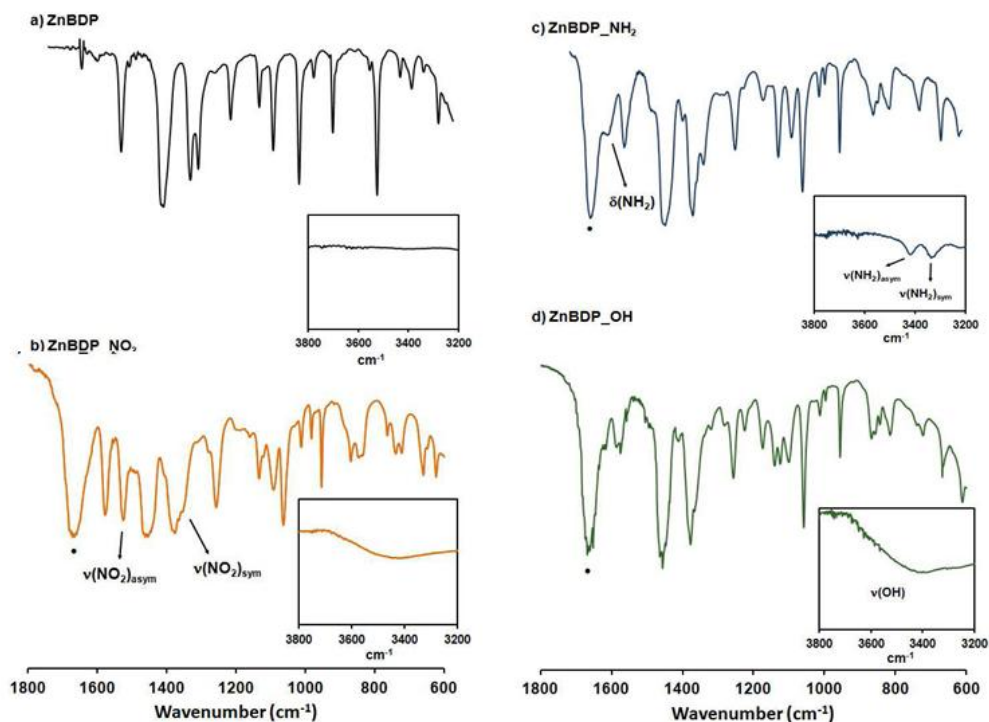 a) ZnBDP
3800 3600 3400 3200
cm-1
b) ZnBDP_NO2
ν(NO2)asym
ν(NO2)sym
3800 3600 3400 3200
cm-1
1800 1600 1400 1200 1000 800 600
Wavenumber (cm-1)
c) ZnBDP_NH2
δ(NH2)
ν(NH2)asym
ν(NH2)sym
3800 3600 3400 3200
cm-1
d) ZnBDP_OH
ν(OH)
3800 3600 3400 3200
cm-1
1800 1600 1400 1200 1000 800 600
Wavenumber (cm-1)